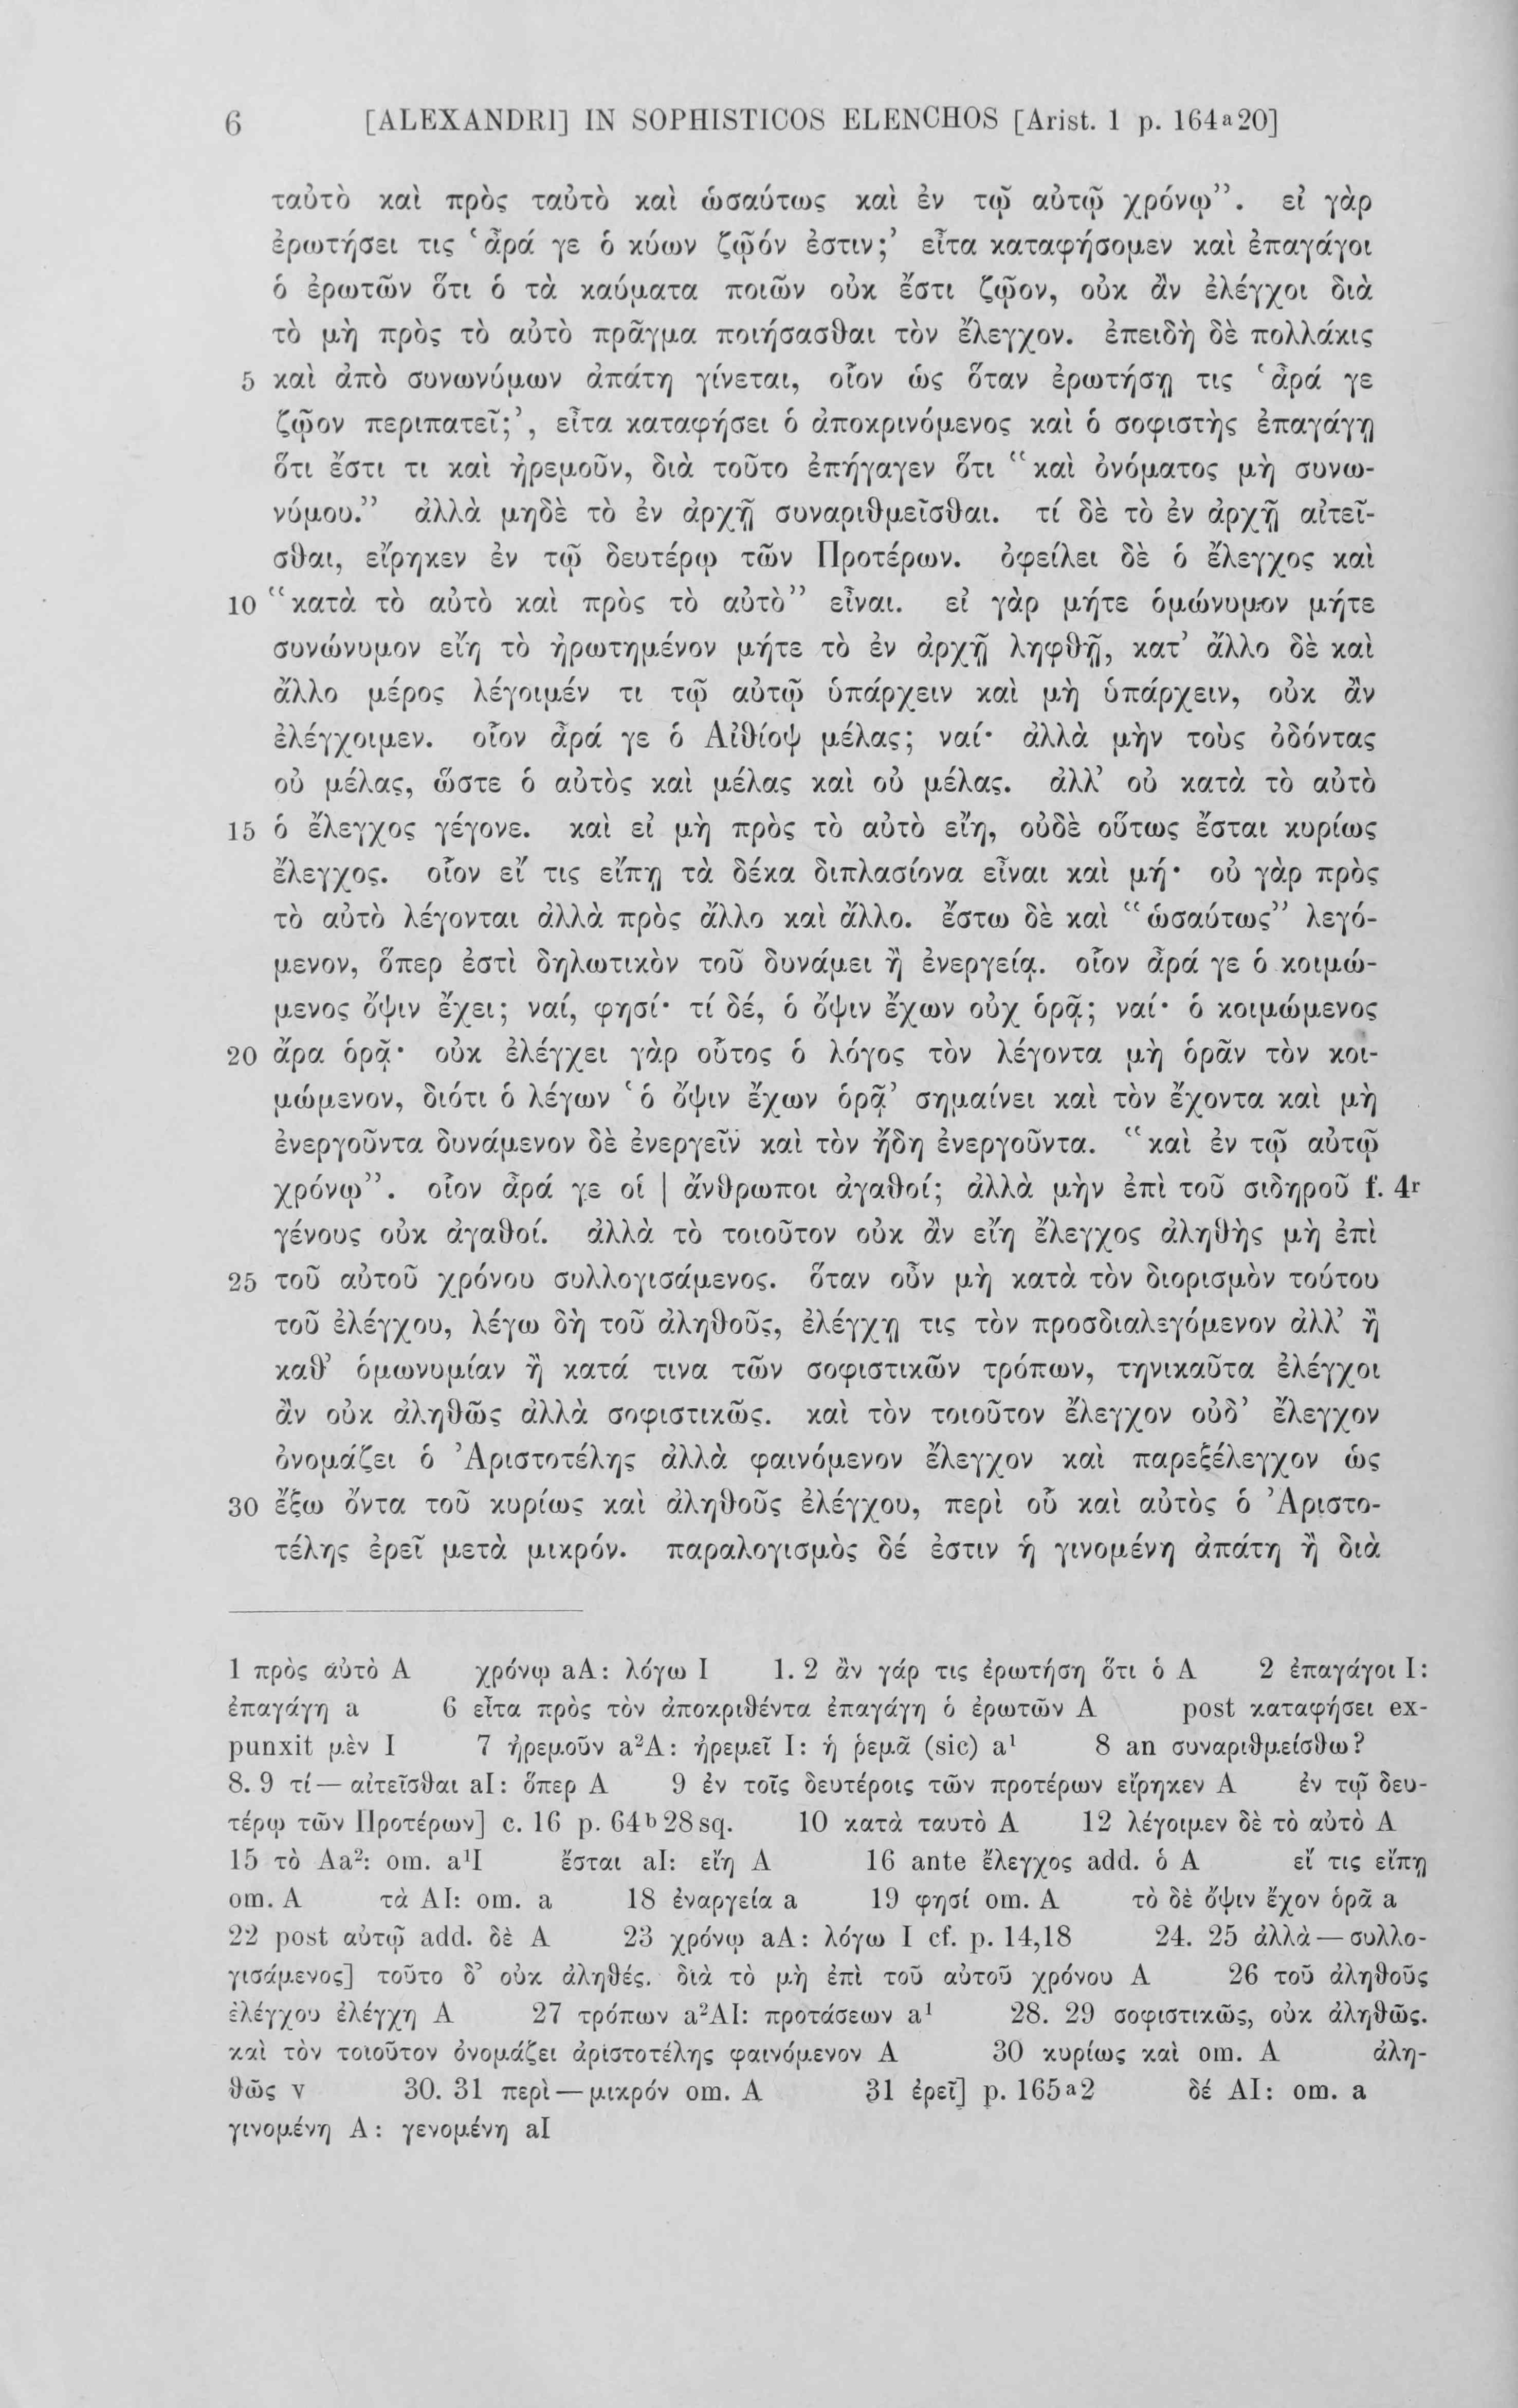 6 [ALEXANDRI] IN SOPHISTICOS ELENCHOS [Arist. 1 p. 164ᵃ20]
ταὐτὸ καὶ πρὸς ταὐτὸ καὶ ὡσαύτως καὶ ἐν τῷ αὐτῷ χρόνῳ”. εἰ γὰρ
ἐρωτήσει τις ‘ἆρά γε ὁ κύων ζῷόν ἐστιν;’ εἶτα καταφήσομεν καὶ ἐπαγάγοι
ὁ ἐρωτῶν ὅτι ὁ τὰ καύματα ποιῶν οὐκ ἔστι ζῷον, οὐκ ἂν ἐλέγχοι διὰ
τὸ μὴ πρὸς τὸ αὐτὸ πρᾶγμα ποιήσασθαι τὸν ἔλεγχον. ἐπειδὴ δὲ πολλάκις
5 καὶ ἀπὸ συνωνύμων ἀπάτη γίνεται, οἷον ὡς ὅταν ἐρωτήσῃ τις ‘ἆρά γε
ζῷον περιπατεῖ;’, εἶτα καταφήσει ὁ ἀποκρινόμενος καὶ ὁ σοφιστὴς ἐπαγάγῃ
ὅτι ἔστι τι καὶ ἠρεμοῦν, διὰ τοῦτο ἐπήγαγεν ὅτι “καὶ ὀνόματος μὴ συνω-
νύμου.” ἀλλὰ μηδὲ τὸ ἐν ἀρχῇ συναριθμεῖσθαι. τί δὲ τὸ ἐν ἀρχῇ αἰτεῖ-
σθαι, εἴρηκεν ἐν τῷ δευτέρῳ τῶν Προτέρων. ὀφείλει δὲ ὁ ἔλεγχος καὶ
10 “κατὰ τὸ αὐτὸ καὶ πρὸς τὸ αὐτὸ” εἶναι. εἰ γὰρ μήτε ὁμώνυμον μήτε
συνώνυμον εἴη τὸ ἠρωτημένον μήτε τὸ ἐν ἀρχῇ ληφθῇ, κατ’ ἄλλο δὲ καὶ
ἄλλο μέρος λέγοιμέν τι τῷ αὐτῷ ὑπάρχειν καὶ μὴ ὑπάρχειν, οὐκ ἂν
ἐλέγχοιμεν. οἷον ἆρά γε ὁ Αἰθίοψ μέλας; ναί· ἀλλὰ μὴν τοὺς ὀδόντας
οὐ μέλας, ὥστε ὁ αὐτὸς καὶ μέλας καὶ οὐ μέλας. ἀλλ’ οὐ κατὰ τὸ αὐτὸ
15 ὁ ἔλεγχος γέγονε. καὶ εἰ μὴ πρὸς τὸ αὐτὸ εἴη, οὐδὲ οὕτως ἔσται κυρίως
ἔλεγχος. οἷον εἴ τις εἴπῃ τὰ δέκα διπλασίονα εἶναι καὶ μή· οὐ γὰρ πρὸς
τὸ αὐτὸ λέγονται ἀλλὰ πρὸς ἄλλο καὶ ἄλλο. ἔστω δὲ καὶ “ὡσαύτως” λεγό-
μενον, ὅπερ ἐστὶ δηλωτικὸν τοῦ δυνάμει ἢ ἐνεργείᾳ. οἷον ἆρά γε ὁ κοιμώ-
μενος ὄψιν ἔχει; ναί, φησί· τί δέ, ὁ ὄψιν ἔχων οὐχ ὁρᾷ; ναί· ὁ κοιμώμενος
20 ἄρα ὁρᾷ· οὐκ ἐλέγχει γὰρ οὗτος ὁ λόγος τὸν λέγοντα μὴ ὁρᾶν τὸν κοι-
μώμενον, διότι ὁ λέγων ‘ὁ ὄψιν ἔχων ὁρᾷ’ σημαίνει καὶ τὸν ἔχοντα καὶ μὴ
ἐνεργοῦντα δυνάμενον δὲ ἐνεργεῖν καὶ τὸν ἤδη ἐνεργοῦντα. “καὶ ἐν τῷ αὐτῷ
χρόνῳ”. οἷον ἆρά γε οἱ | ἄνθρωποι ἀγαθοί; ἀλλὰ μὴν ἐπὶ τοῦ σιδηροῦ f. 4ʳ
γένους οὐκ ἀγαθοί. ἀλλὰ τὸ τοιοῦτον οὐκ ἂν εἴη ἔλεγχος ἀληθὴς μὴ ἐπὶ
25 τοῦ αὐτοῦ χρόνου συλλογισάμενος. ὅταν οὖν μὴ κατὰ τὸν διορισμὸν τούτου
τοῦ ἐλέγχου, λέγω δὴ τοῦ ἀληθοῦς, ἐλέγχῃ τις τὸν προσδιαλεγόμενον ἀλλ’ ἢ
καθ’ ὁμωνυμίαν ἢ κατά τινα τῶν σοφιστικῶν τρόπων, τηνικαῦτα ἐλέγχοι
ἂν οὐκ ἀληθῶς ἀλλὰ σοφιστικῶς. καὶ τὸν τοιοῦτον ἔλεγχον οὐδ’ ἔλεγχον
ὀνομάζει ὁ Ἀριστοτέλης ἀλλὰ φαινόμενον ἔλεγχον καὶ παρεξέλεγχον ὡς
30 ἔξω ὄντα τοῦ κυρίως καὶ ἀληθοῦς ἐλέγχου, περὶ οὗ καὶ αὐτὸς ὁ Ἀριστο-
τέλης ἐρεῖ μετὰ μικρόν. παραλογισμὸς δέ ἐστιν ἡ γινομένη ἀπάτη ἢ διὰ
1 πρὸς αὐτὸ A χρόνῳ aA: λόγω I 1. 2 ἂν γάρ τις ἐρωτήση ὅτι ὁ A 2 ἐπαγάγοι I:
ἐπαγάγη a 6 εἶτα πρὸς τὸν ἀποκριθέντα ἐπαγάγη ὁ ἐρωτῶν A post καταφήσει ex-
punxit μὲν I 7 ἠρεμοῦν a²A: ἠρεμεῖ I: ἡ ῥεμᾶ (sic) a¹ 8 an συναριθμείσθω?
8. 9 τί — αἰτεῖσθαι aI: ὅπερ A 9 ἐν τοῖς δευτέροις τῶν προτέρων εἴρηκεν A ἐν τῷ δευ-
τέρῳ τῶν Προτέρων] c. 16 p. 64ᵇ28 sq. 10 κατὰ ταυτὸ A 12 λέγοιμεν δὲ τὸ αὐτὸ A
15 τὸ Aa²: om. a¹I ἔσται aI: εἴη A 16 ante ἔλεγχος add. ὁ A εἴ τις εἴπῃ
om. A τὰ AI: om. a 18 ἐναργεία a 19 φησί om. A τὸ δὲ ὄψιν ἔχον ὁρᾶ a
22 post αὐτῷ add. δὲ A 23 χρόνῳ aA: λόγω I cf. p. 14,18 24. 25 ἀλλὰ — συλλο-
γισάμενος] τοῦτο δ’ οὐκ ἀληθές. διὰ τὸ μὴ ἐπὶ τοῦ αὐτοῦ χρόνου A 26 τοῦ ἀληθοῦς
ἐλέγχου ἐλέγχη A 27 τρόπων a²AI: προτάσεων a¹ 28. 29 σοφιστικῶς, οὐκ ἀληθῶς.
καὶ τὸν τοιοῦτον ὀνομάζει ἀριστοτέλης φαινόμενον A 30 κυρίως καὶ om. A ἀλη-
θῶς v 30. 31 περὶ — μικρόν om. A 31 ἐρεῖ] p. 165ᵃ2 δέ AI: om. a
γινομένη A: γενομένη aI